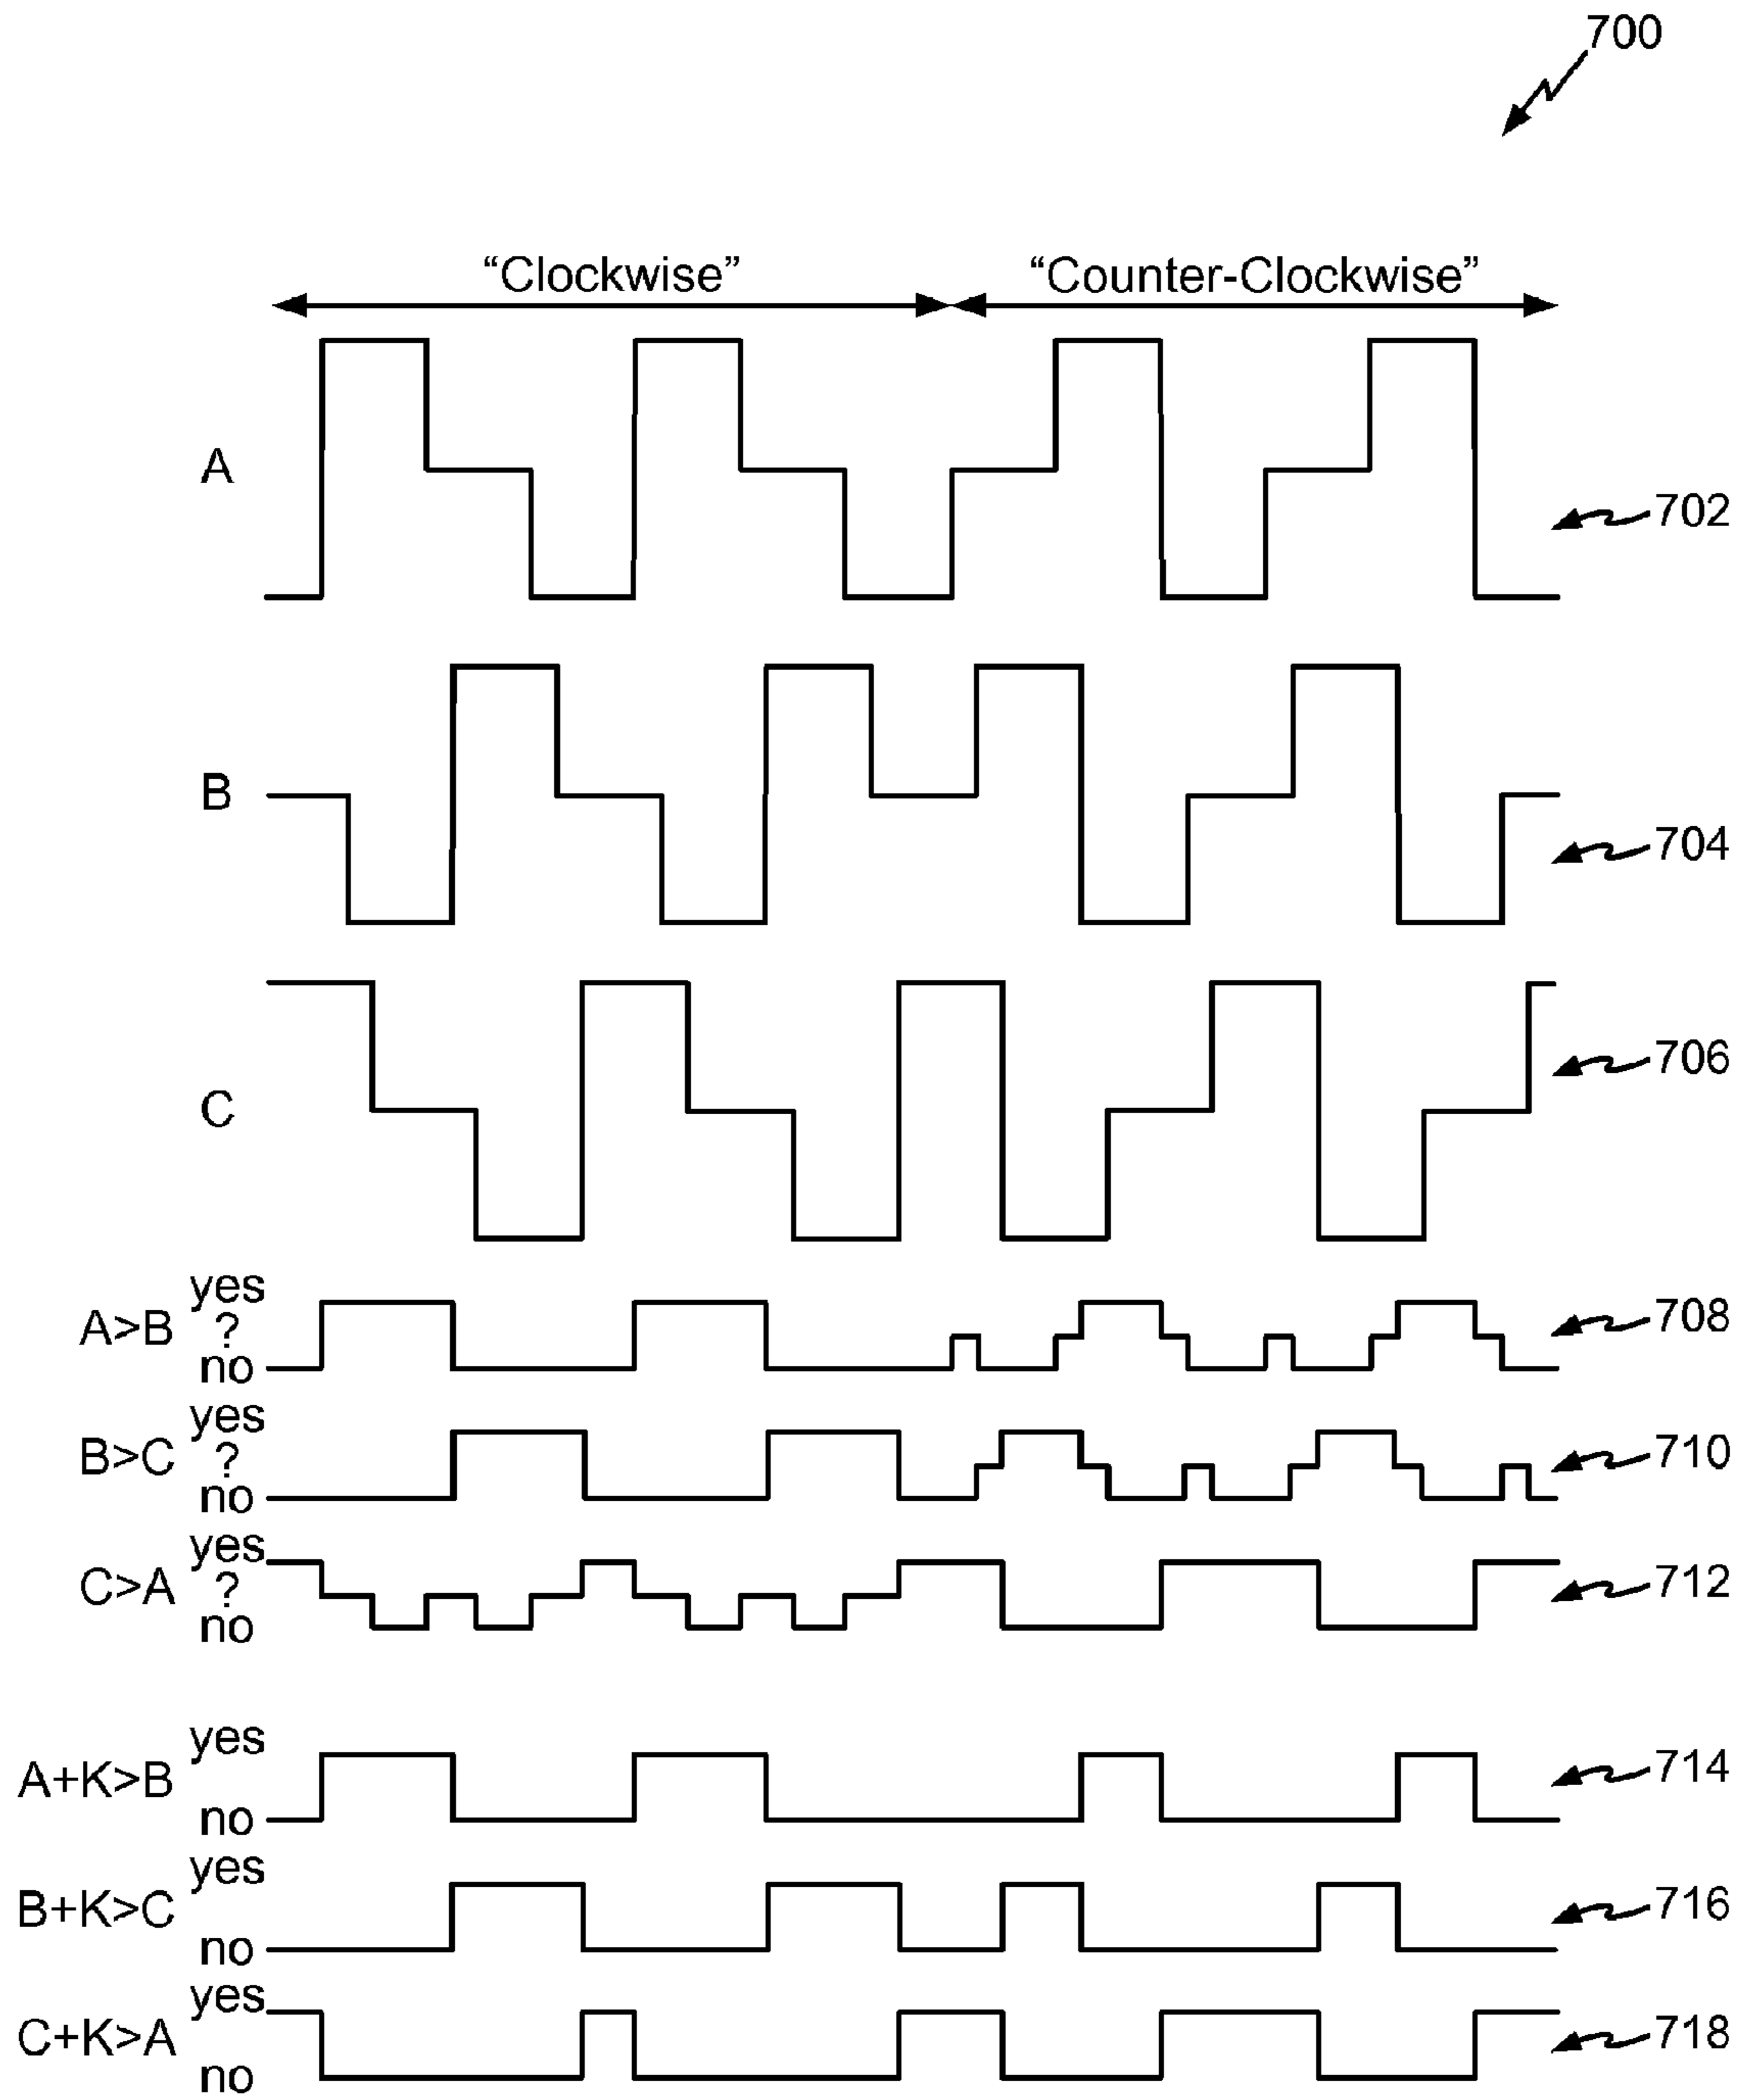 700
“Clockwise” “Counter-Clockwise”
A
702
B
704
C
706
A>B yes ? no
708
B>C yes ? no
710
C>A yes ? no
712
A+K>B yes no
714
B+K>C yes no
716
C+K>A yes no
718